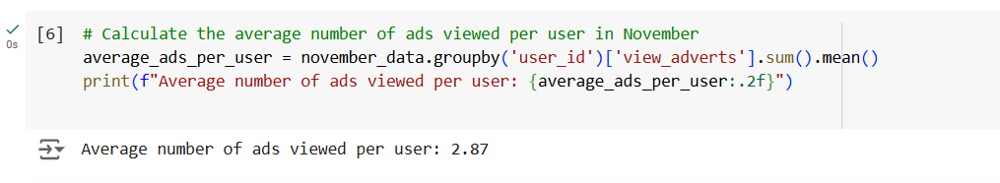 [6] # Calculate the average number of ads viewed per user in November
average_ads_per_user = november_data.groupby('user_id')['view_adverts'].sum().mean()
0s
print(f"Average number of ads viewed per user: {average_ads_per_user:.2f}")
Average number of ads viewed per user: 2.87